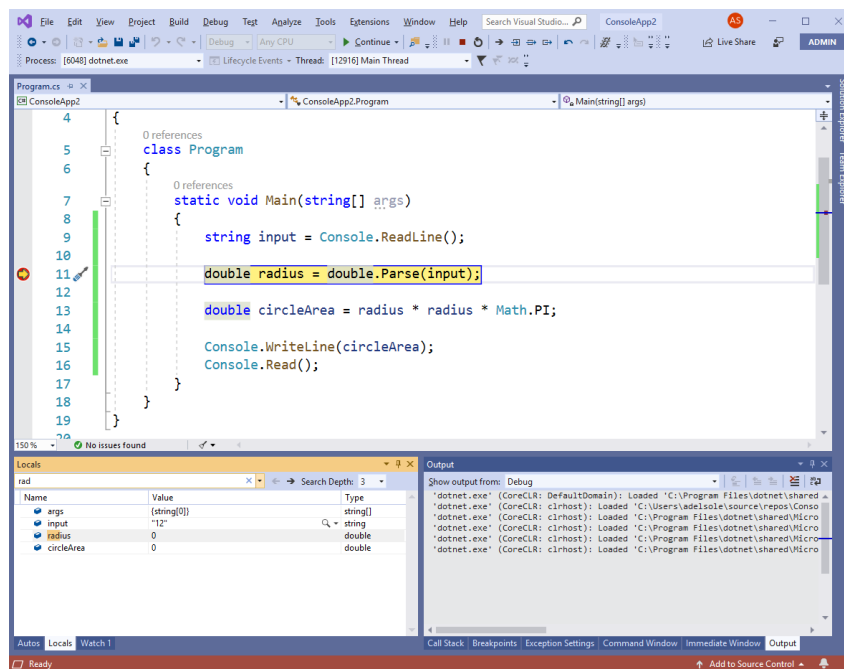 File Edit View Project Build Debug Test Analyze Tools Extensions Window Help Search Visual Studio... ConsoleApp2 AS
Debug Any CPU Continue Live Share ADMIN
Process: [6048] dotnet.exe Lifecycle Events Thread: [12916] Main Thread
Program.cs
C# ConsoleApp2 ConsoleApp2.Program Main(string[] args)
Solution Explorer
Team Explorer
4 {
0 references
5 class Program
6 {
0 references
7 static void Main(string[] args)
8 {
9 string input = Console.ReadLine();
10
11 double radius = double.Parse(input);
12
13 double circleArea = radius * radius * Math.PI;
14
15 Console.WriteLine(circleArea);
16 Console.Read();
17 }
18 }
19 }
20
150 % No issues found
Locals
rad Search Depth: 3
Name Value Type
args {string[0]} string[]
input "12" string
radius 0 double
circleArea 0 double
Autos Locals Watch 1
Output
Show output from: Debug
'dotnet.exe' (CoreCLR: DefaultDomain): Loaded 'C:\Program Files\dotnet\shared
'dotnet.exe' (CoreCLR: clrhost): Loaded 'C:\Users\adelsole\source\repos\Conso
'dotnet.exe' (CoreCLR: clrhost): Loaded 'C:\Program Files\dotnet\shared\Micro
'dotnet.exe' (CoreCLR: clrhost): Loaded 'C:\Program Files\dotnet\shared\Micro
'dotnet.exe' (CoreCLR: clrhost): Loaded 'C:\Program Files\dotnet\shared\Micro
'dotnet.exe' (CoreCLR: clrhost): Loaded 'C:\Program Files\dotnet\shared\Micro
Call Stack Breakpoints Exception Settings Command Window Immediate Window Output
Ready Add to Source Control